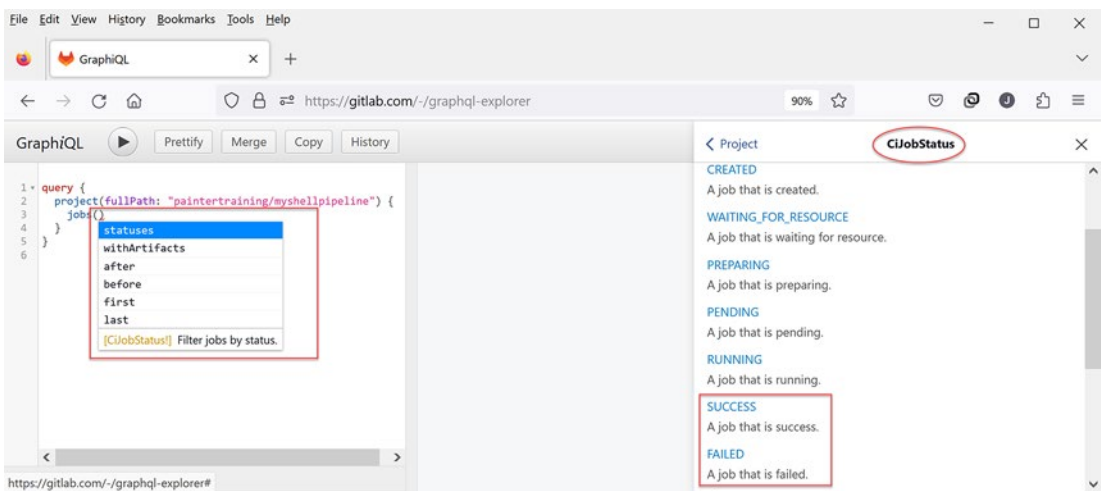 File Edit View History Bookmarks Tools Help
GraphiQL
https://gitlab.com/-/graphql-explorer
90%
J
GraphiQL Prettify Merge Copy History
1 query {
2 project(fullPath: "paintertraining/myshellpipeline") {
3 jobs()
4 }
5 }
6
statuses
withArtifacts
after
before
first
last
[CiJobStatus!] Filter jobs by status.
https://gitlab.com/-/graphql-explorer#
Project CiJobStatus
CREATED
A job that is created.
WAITING_FOR_RESOURCE
A job that is waiting for resource.
PREPARING
A job that is preparing.
PENDING
A job that is pending.
RUNNING
A job that is running.
SUCCESS
A job that is success.
FAILED
A job that is failed.